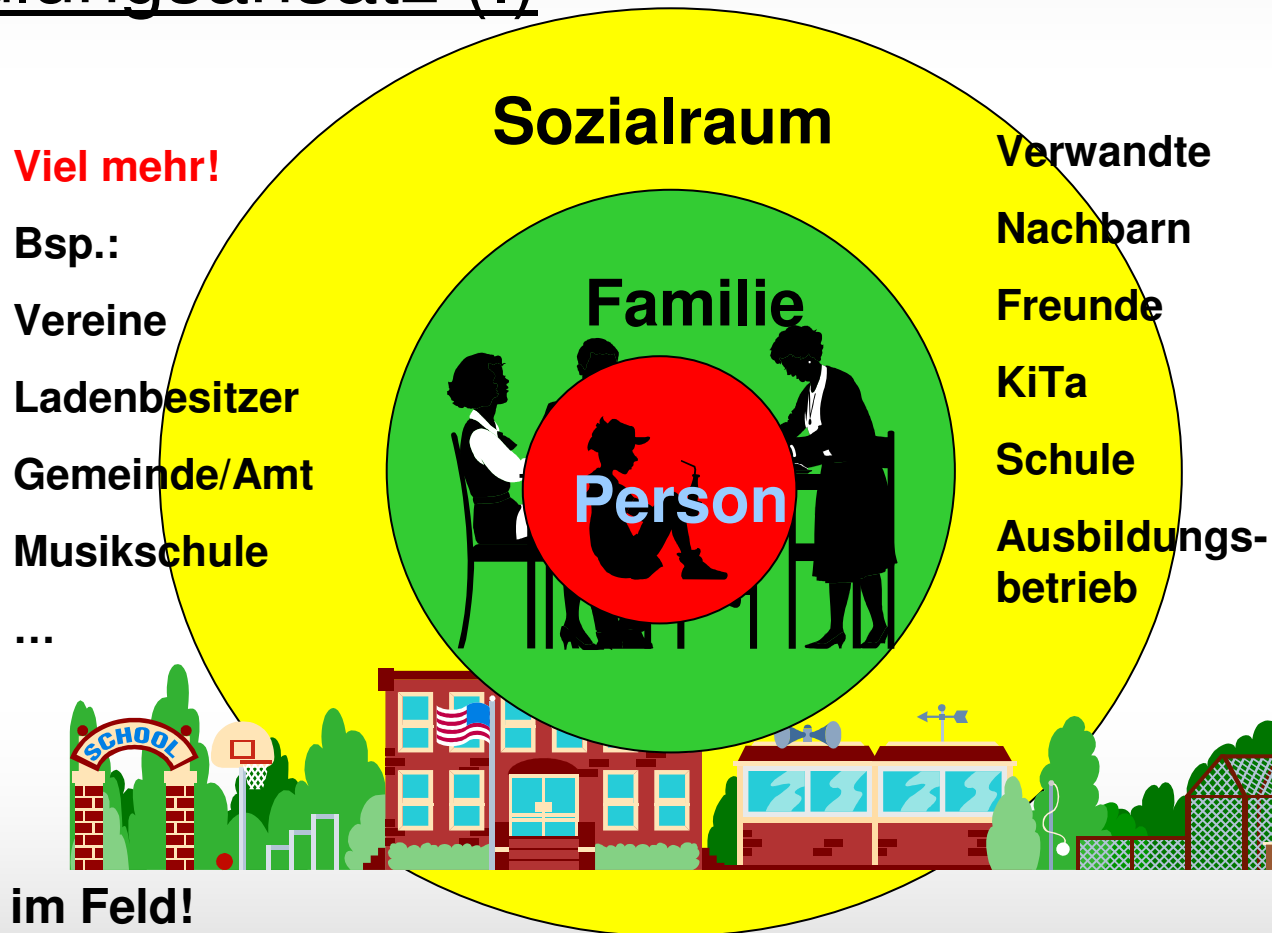 Sozialraum
Viel mehr!
Bsp.:
Vereine
Ladenbesitzer
Gemeinde/Amt
Musikschule
…
Familie
Person
Verwandte
Nachbarn
Freunde
KiTa
Schule
Ausbildungs-
betrieb
SCHOOL
im Feld!